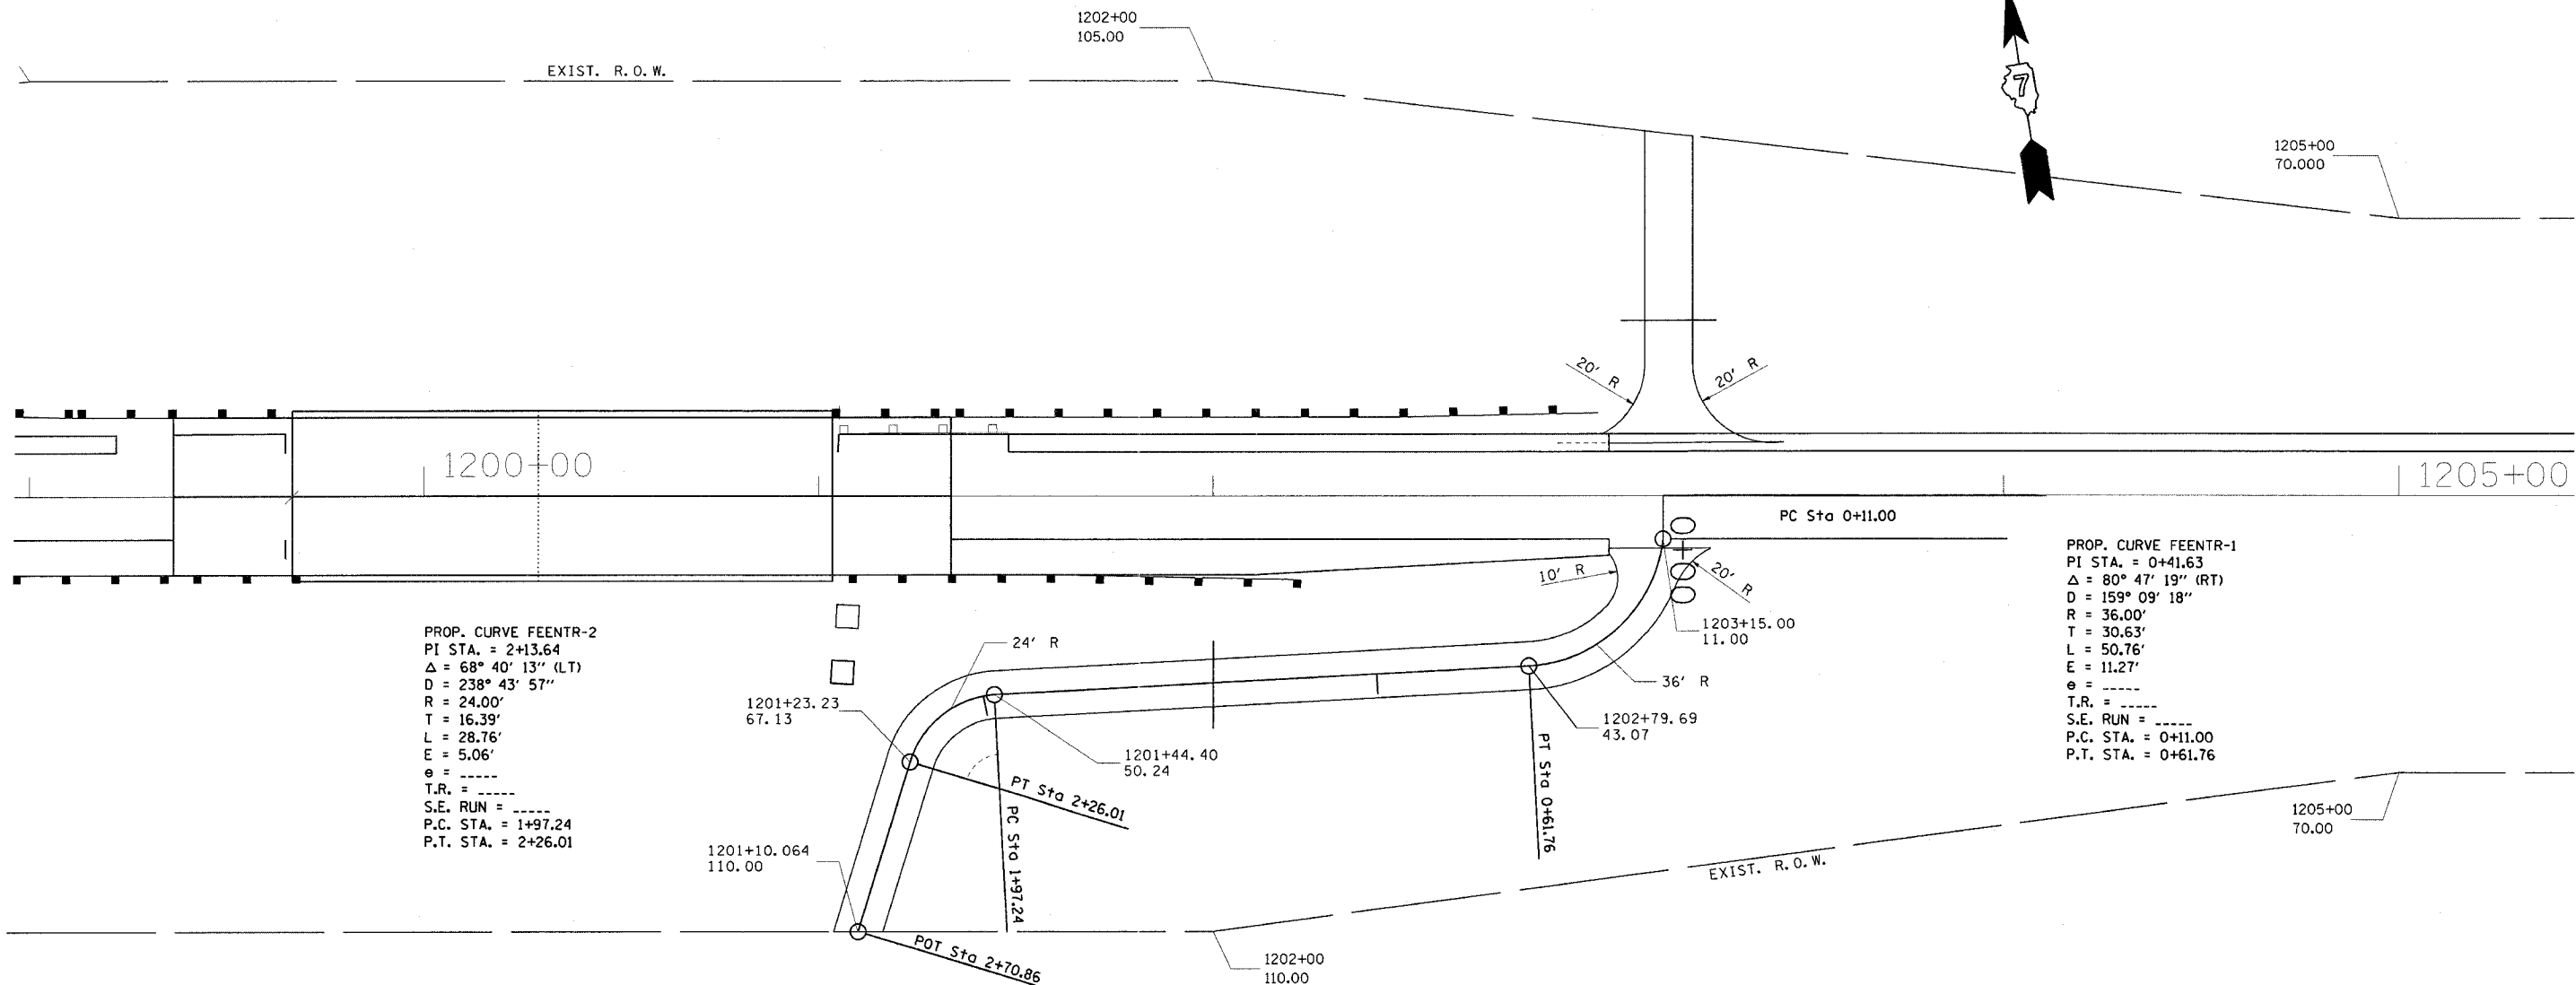 1202+00
105.00
EXIST. R.O.W.
7
1205+00
70.000
20' R
20' R
1200+00
1205+00
PC Sta 0+11.00
10' R
20' R
1203+15.00
11.00
PROP. CURVE FEENTR-1
PI STA. = 0+41.63
Δ = 80° 47' 19" (RT)
D = 159° 09' 18"
R = 36.00'
T = 30.63'
L = 50.76'
E = 11.27'
e = -----
T.R. = -----
S.E. RUN = -----
P.C. STA. = 0+11.00
P.T. STA. = 0+61.76
PROP. CURVE FEENTR-2
PI STA. = 2+13.64
Δ = 68° 40' 13" (LT)
D = 238° 43' 57"
R = 24.00'
T = 16.39'
L = 28.76'
E = 5.06'
e = -----
T.R. = -----
S.E. RUN = -----
P.C. STA. = 1+97.24
P.T. STA. = 2+26.01
24' R
36' R
1201+23.23
67.13
1202+79.69
43.07
1201+44.40
50.24
PT Sta 2+26.01
PC Sta 1+97.24
PT Sta 0+61.76
1205+00
70.00
1201+10.064
110.00
EXIST. R.O.W.
POT Sta 2+70.86
1202+00
110.00